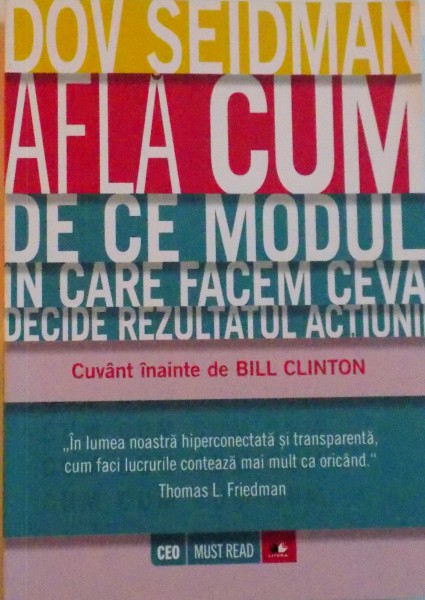 DOV SEIDMAN
AFLĂ CUM
DE CE MODUL
ÎN CARE FACEM CEVA
DECIDE REZULTATUL ACȚIUNII
Cuvânt înainte de BILL CLINTON
„În lumea noastră hiperconectată și transparentă,
cum faci lucrurile contează mai mult ca oricând.“
Thomas L. Friedman
CEO MUST READ LITERA